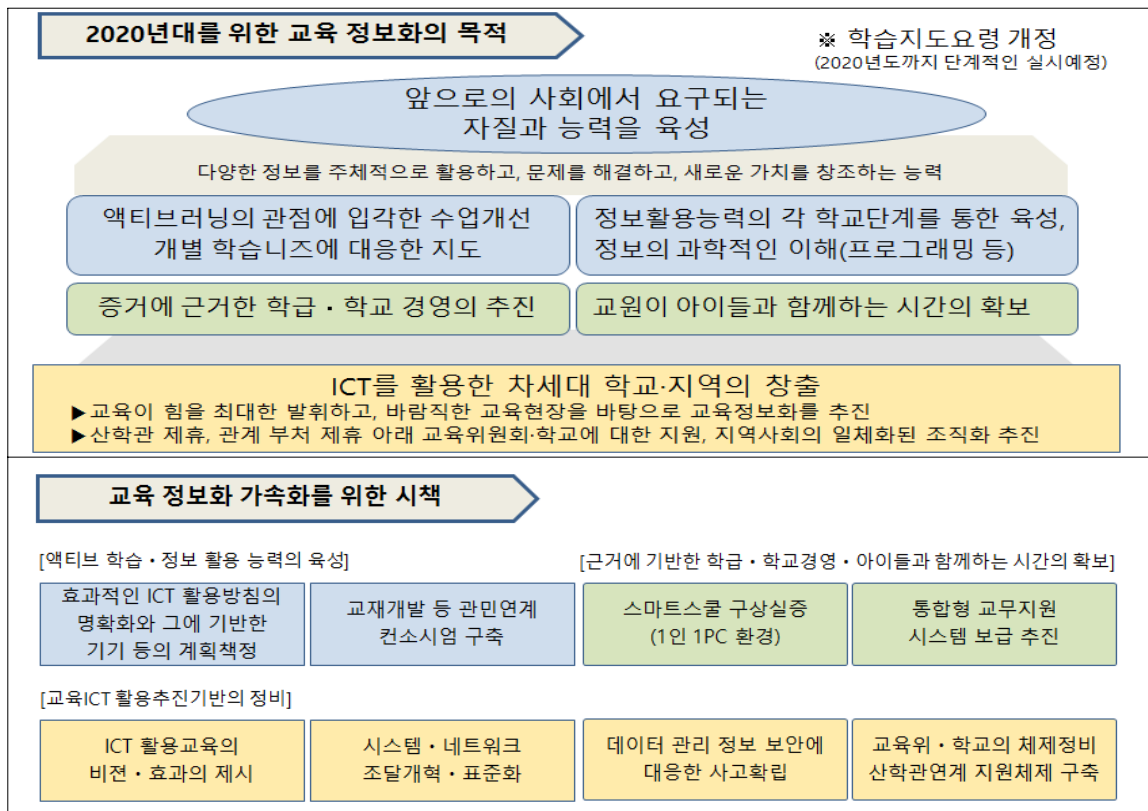 2020년대를 위한 교육 정보화의 목적
※ 학습지도요령 개정
(2020년도까지 단계적인 실시예정)
앞으로의 사회에서 요구되는
자질과 능력을 육성
다양한 정보를 주체적으로 활용하고, 문제를 해결하고, 새로운 가치를 창조하는 능력
액티브러닝의 관점에 입각한 수업개선
개별 학습니즈에 대응한 지도
정보활용능력의 각 학교단계를 통한 육성,
정보의 과학적인 이해(프로그래밍 등)
증거에 근거한 학급・학교 경영의 추진
교원이 아이들과 함께하는 시간의 확보
ICT를 활용한 차세대 학교·지역의 창출
▶교육이 힘을 최대한 발휘하고, 바람직한 교육현장을 바탕으로 교육정보화를 추진
▶산학관 제휴, 관계 부처 제휴 아래 교육위원회·학교에 대한 지원, 지역사회의 일체화된 조직화 추진
교육 정보화 가속화를 위한 시책
[액티브 학습・정보 활용 능력의 육성]
[근거에 기반한 학급・학교경영・아이들과 함께하는 시간의 확보]
효과적인 ICT 활용방침의
명확화와 그에 기반한
기기 등의 계획책정
교재개발 등 관민연계
컨소시엄 구축
스마트스쿨 구상실증
(1인 1PC 환경)
통합형 교무지원
시스템 보급 추진
[교육ICT 활용추진기반의 정비]
ICT 활용교육의
비젼・효과의 제시
시스템・네트워크
조달개혁・표준화
데이터 관리 정보 보안에
대응한 사고확립
교육위・학교의 체제정비
산학관연계 지원체제 구축